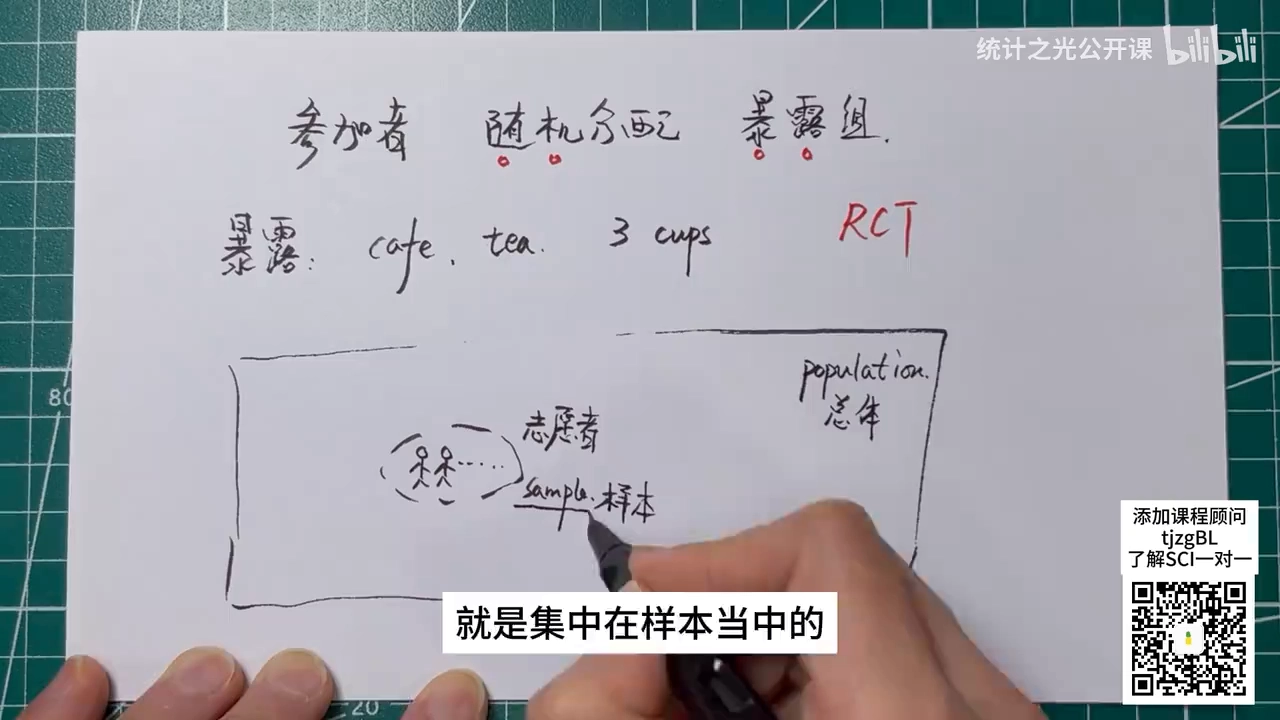 统计之光公开课 bilibili
参加者 随机分配 暴露组.
暴露: cafe, tea. 3 cups RCT
population.
总体
志愿者
sample. 样本
添加课程顾问
tjzgBL
了解SCI一对一
就是集中在样本当中的
80
20